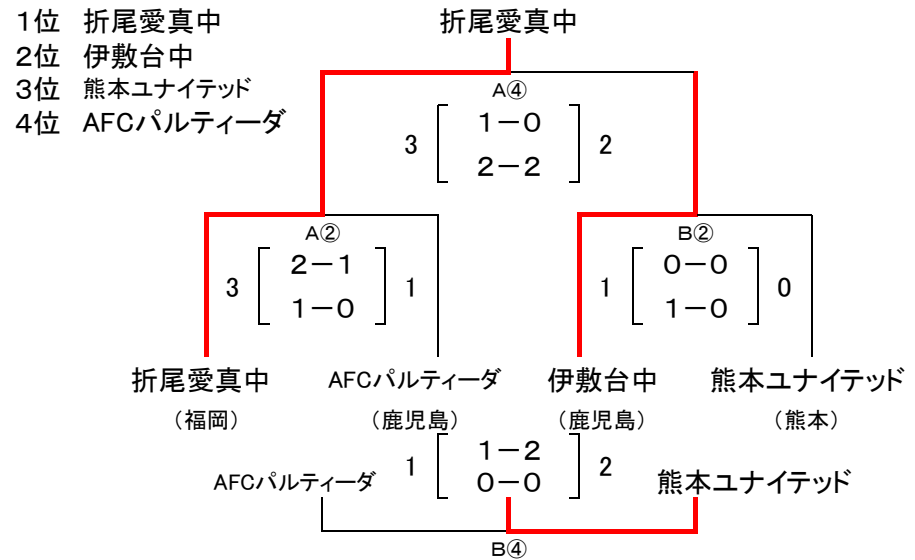 1位 折尾愛真中
2位 伊敷台中
3位 熊本ユナイテッド
4位 AFCパルティーダ
折尾愛真中
A④
3 1－0 2
2－2
A②
3 2－1 1
1－0
B②
1 0－0 0
1－0
折尾愛真中 AFCパルティーダ 伊敷台中 熊本ユナイテッド
（福岡） （鹿児島） （鹿児島） （熊本）
AFCパルティーダ 1 1－2 2 熊本ユナイテッド
0－0
B④